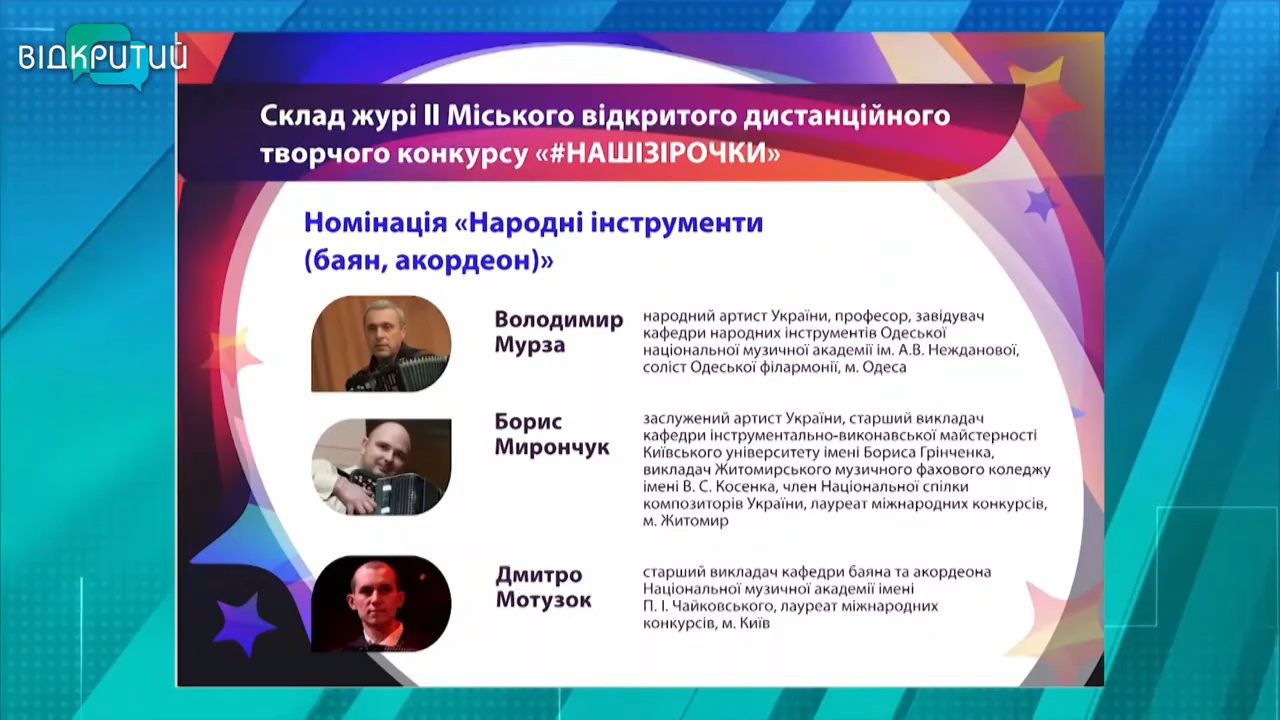 ВІДКРИТИЙ
Склад журі II Міського відкритого дистанційного
творчого конкурсу «#НАШІЗІРОЧКИ»
Номінація «Народні інструменти
(баян, акордеон)»
Володимир
Мурза
народний артист України, професор, завідувач
кафедри народних інструментів Одеської
національної музичної академії ім. А.В. Нежданової,
соліст Одеської філармонії, м. Одеса
Борис
Мирончук
заслужений артист України, старший викладач
кафедри інструментально-виконавської майстерності
Київського університету імені Бориса Грінченка,
викладач Житомирського музичного фахового коледжу
імені В. С. Косенка, член Національної спілки
композиторів України, лауреат міжнародних конкурсів,
м. Житомир
Дмитро
Мотузок
старший викладач кафедри баяна та акордеона
Національної музичної академії імені
П. І. Чайковського, лауреат міжнародних
конкурсів, м. Київ